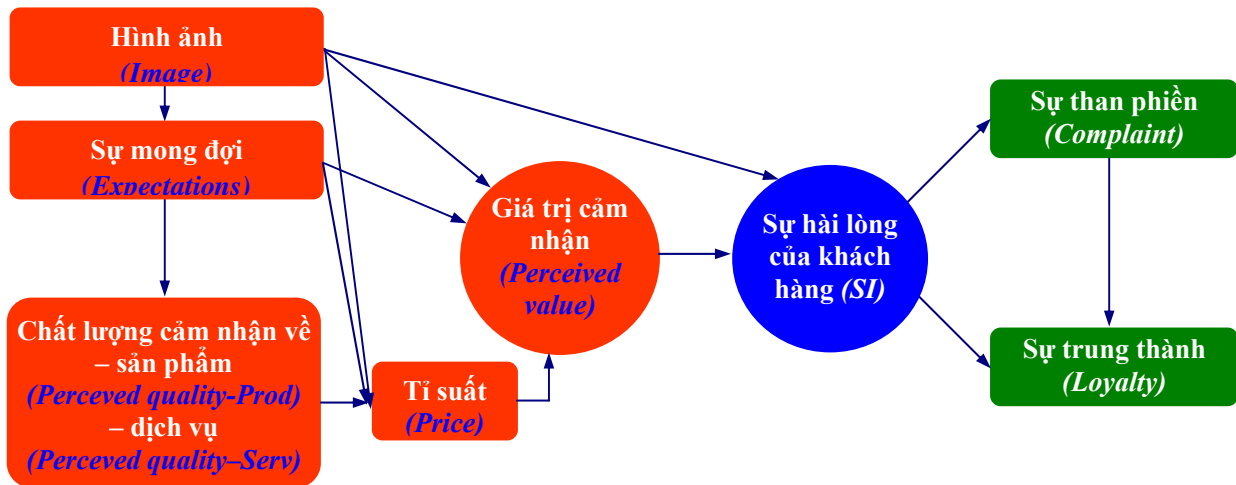 Hình ảnh
(Image)
Sự mong đợi
(Expectations)
Chất lượng cảm nhận về
– sản phẩm
(Perceved quality-Prod)
– dịch vụ
(Perceved quality–Serv)
Tỉ suất
(Price)
Giá trị cảm
nhận
(Perceived
value)
Sự hài lòng
của khách
hàng (SI)
Sự than phiền
(Complaint)
Sự trung thành
(Loyalty)